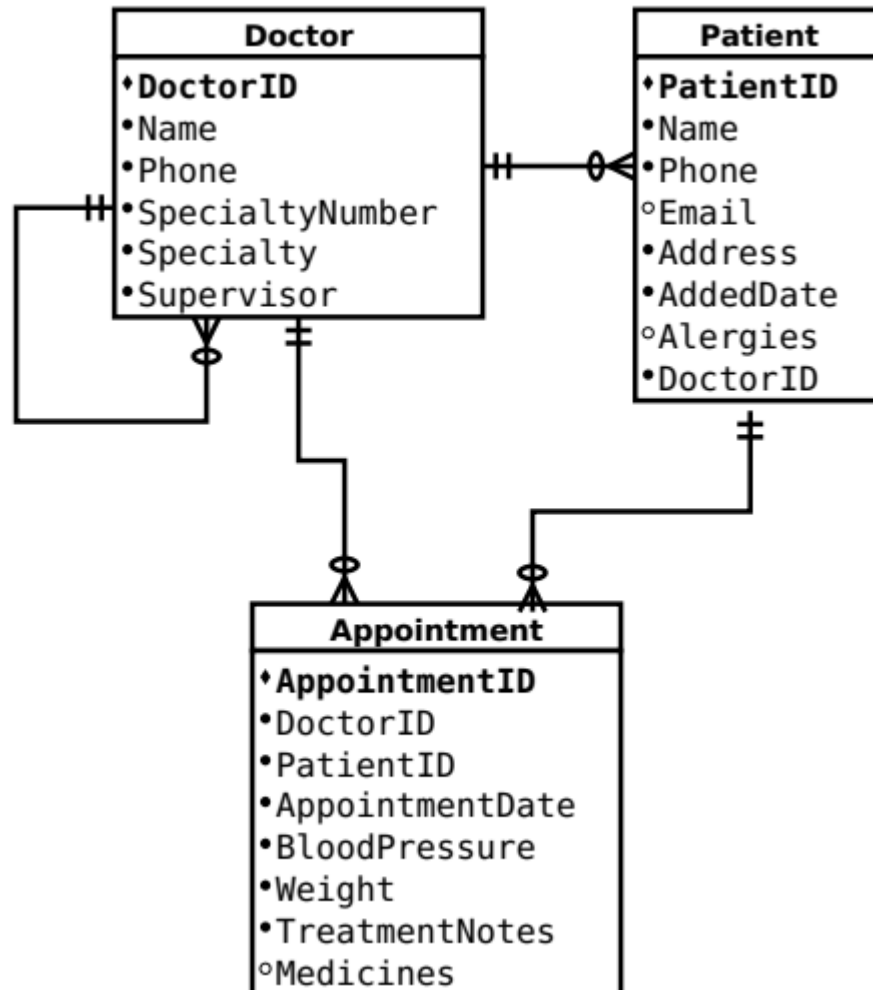 Doctor
DoctorID
Name
Phone
SpecialtyNumber
Specialty
Supervisor
Patient
PatientID
Name
Phone
Email
Address
AddedDate
Alergies
DoctorID
Appointment
AppointmentID
DoctorID
PatientID
AppointmentDate
BloodPressure
Weight
TreatmentNotes
Medicines